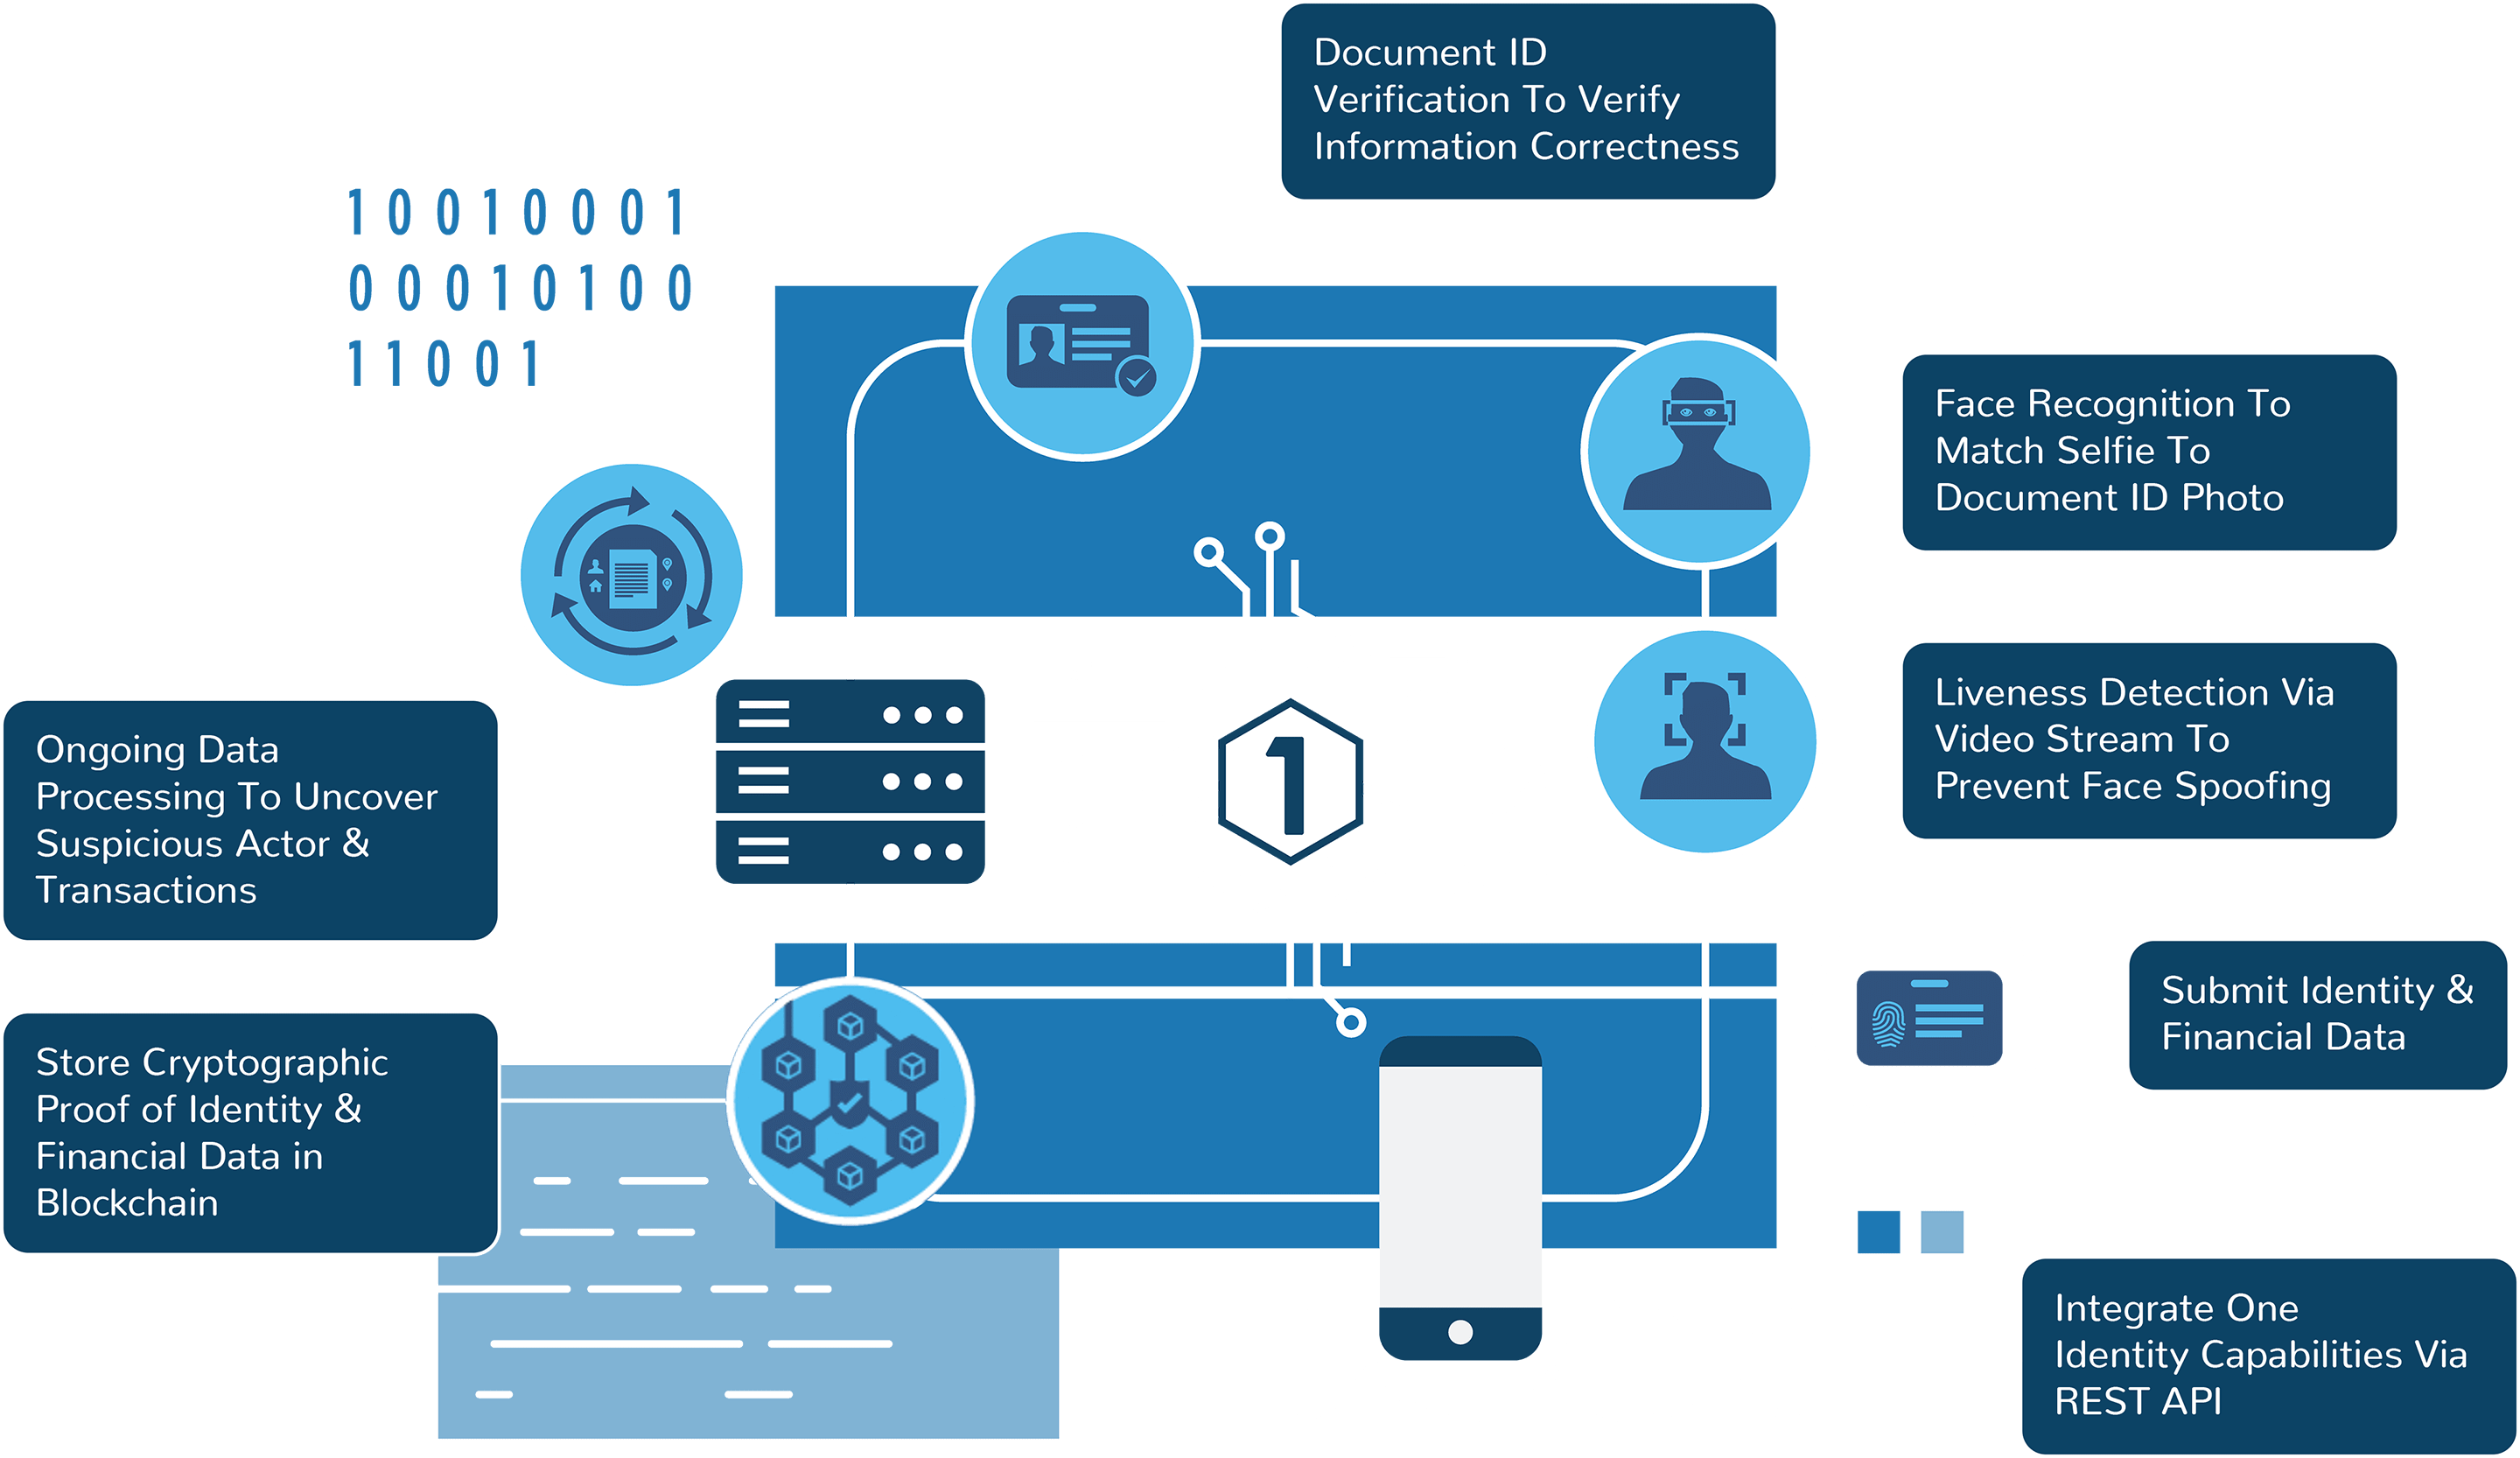 Document ID
Verification To Verify
Information Correctness
1 0 0 1 0 0 0 1
0 0 0 1 0 1 0 0
1 1 0 0 1
Face Recognition To
Match Selfie To
Document ID Photo
Liveness Detection Via
Video Stream To
Prevent Face Spoofing
1
Ongoing Data
Processing To Uncover
Suspicious Actor &
Transactions
Submit Identity &
Financial Data
Store Cryptographic
Proof of Identity &
Financial Data in
Blockchain
Integrate One
Identity Capabilities Via
REST API